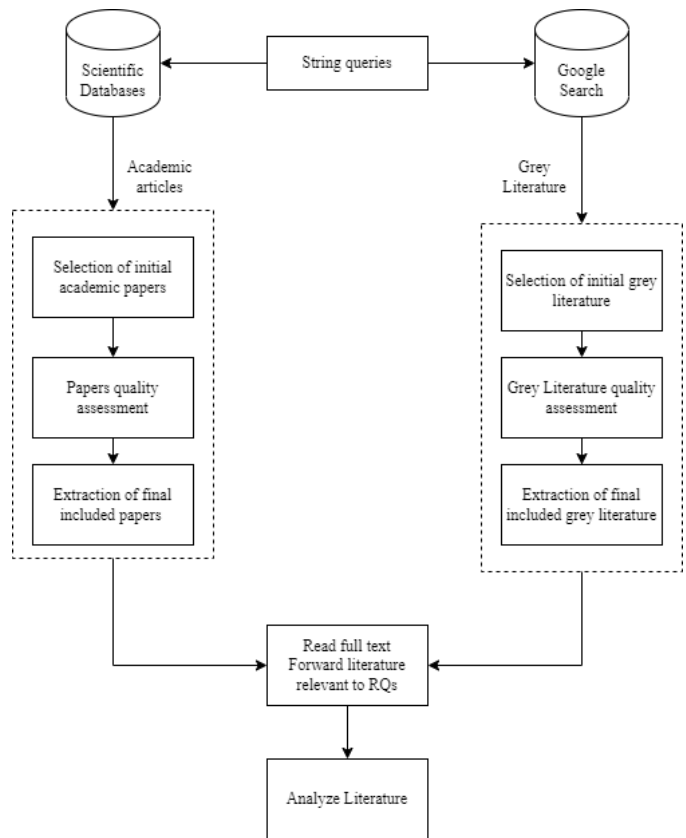 Scientific
Databases
String queries
Google
Search
Academic
articles
Grey
Literature
Selection of initial
academic papers
Papers quality
assessment
Extraction of final
included papers
Selection of initial grey
literature
Grey Literature quality
assessment
Extraction of final
included grey literature
Read full text
Forward literature
relevant to RQs
Analyze Literature